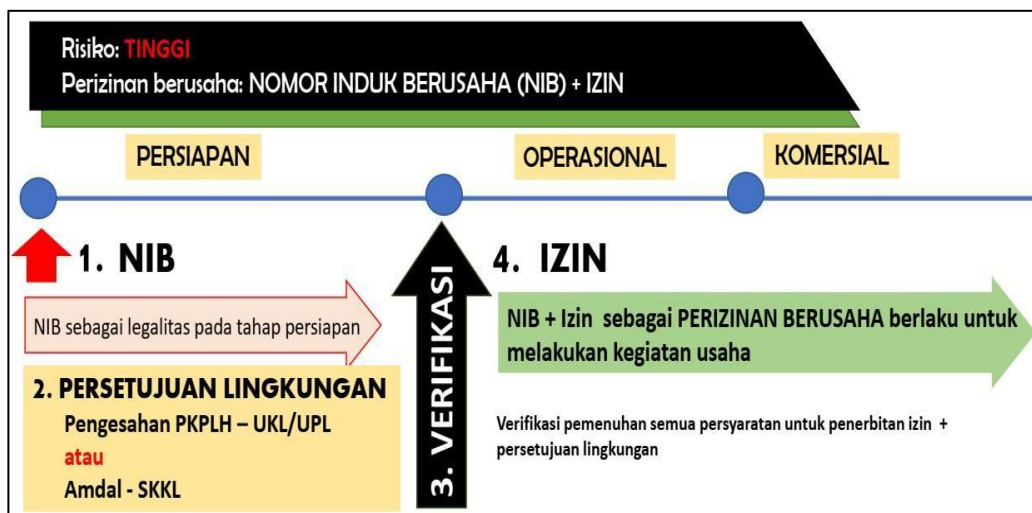 Risiko: TINGGI
Perizinan berusaha: NOMOR INDUK BERUSAHA (NIB) + IZIN
PERSIAPAN
OPERASIONAL
KOMERSIAL
1. NIB
NIB sebagai legalitas pada tahap persiapan
2. PERSETUJUAN LINGKUNGAN
Pengesahan PKPLH – UKL/UPL
atau
Amdal - SKKL
3. VERIFIKASI
4. IZIN
NIB + Izin sebagai PERIZINAN BERUSAHA berlaku untuk
melakukan kegiatan usaha
Verifikasi pemenuhan semua persyaratan untuk penerbitan izin +
persetujuan lingkungan